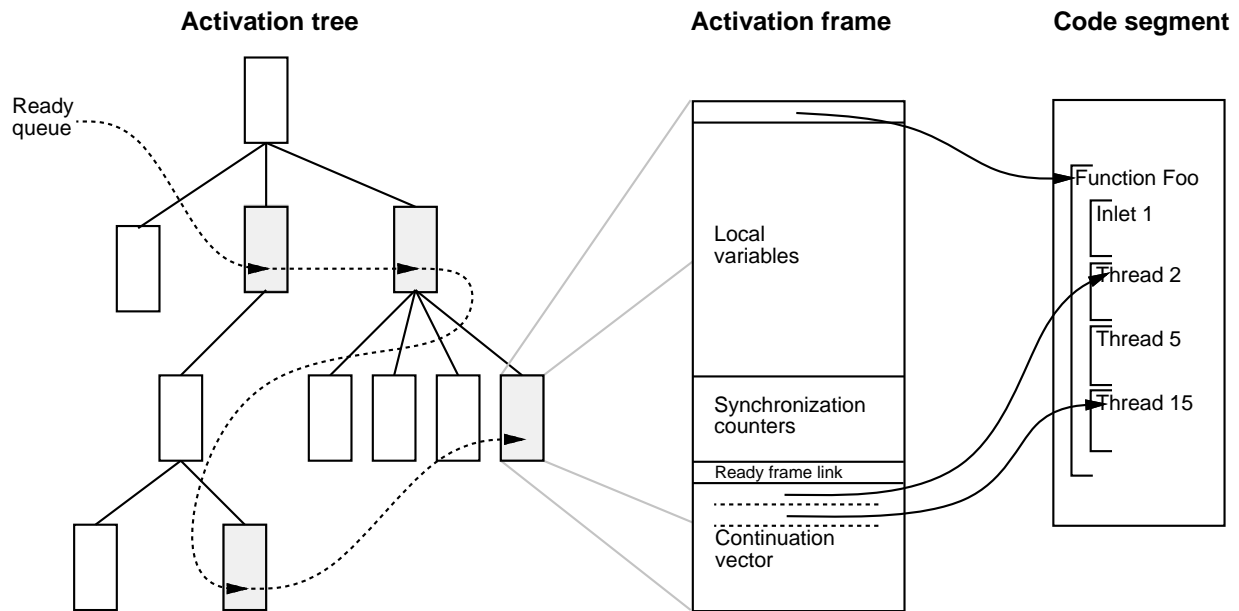 Activation tree
Activation frame
Code segment
Ready
queue
Function Foo
Inlet 1
Local
variables
Thread 2
Thread 5
Synchronization
counters
Thread 15
Ready frame link
Continuation
vector